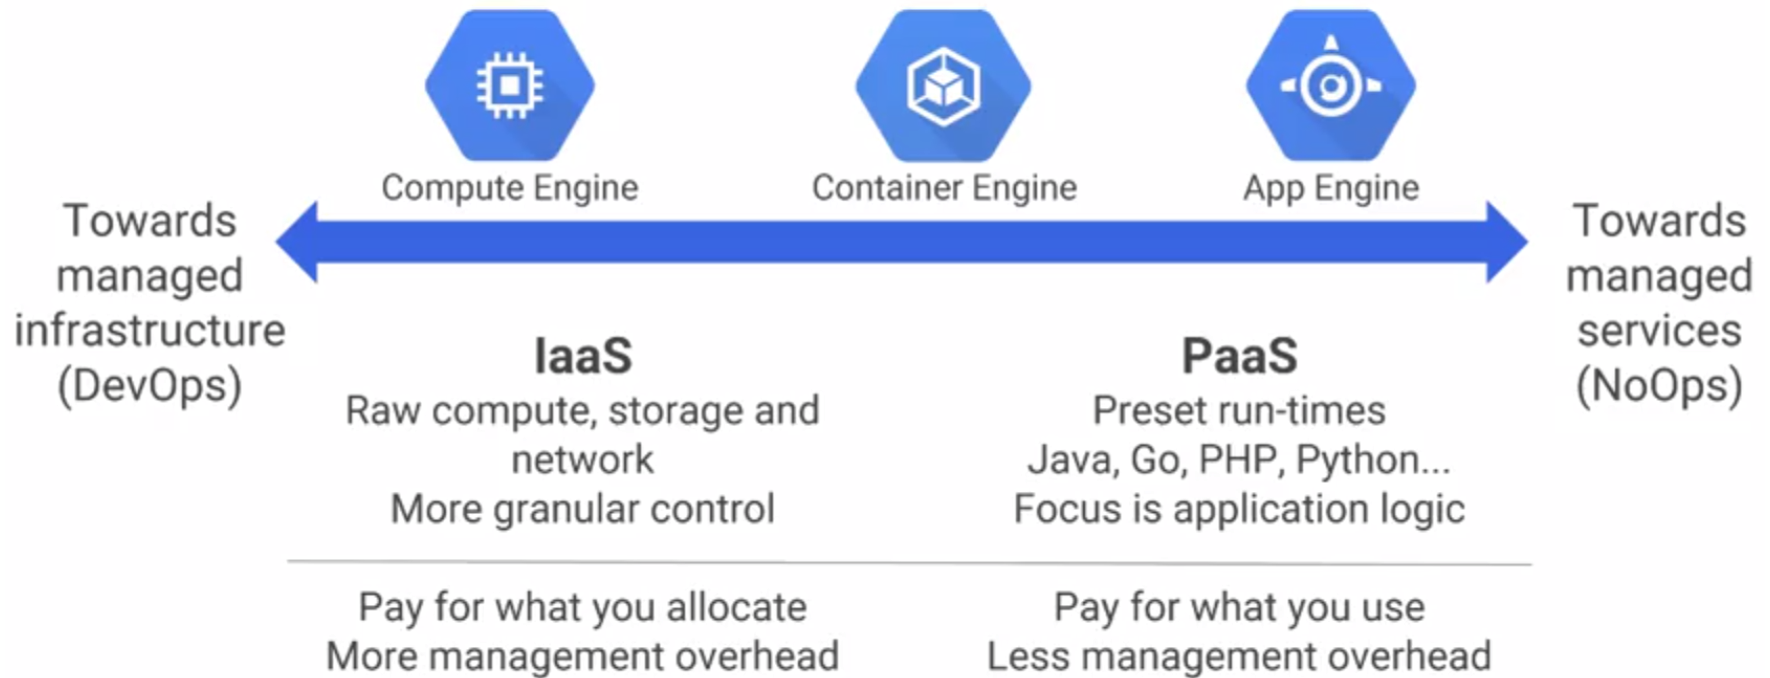 Compute Engine
Container Engine
App Engine
Towards
managed
infrastructure
(DevOps)
Towards
managed
services
(NoOps)
IaaS
Raw compute, storage and
network
More granular control
PaaS
Preset run-times
Java, Go, PHP, Python...
Focus is application logic
Pay for what you allocate
More management overhead
Pay for what you use
Less management overhead